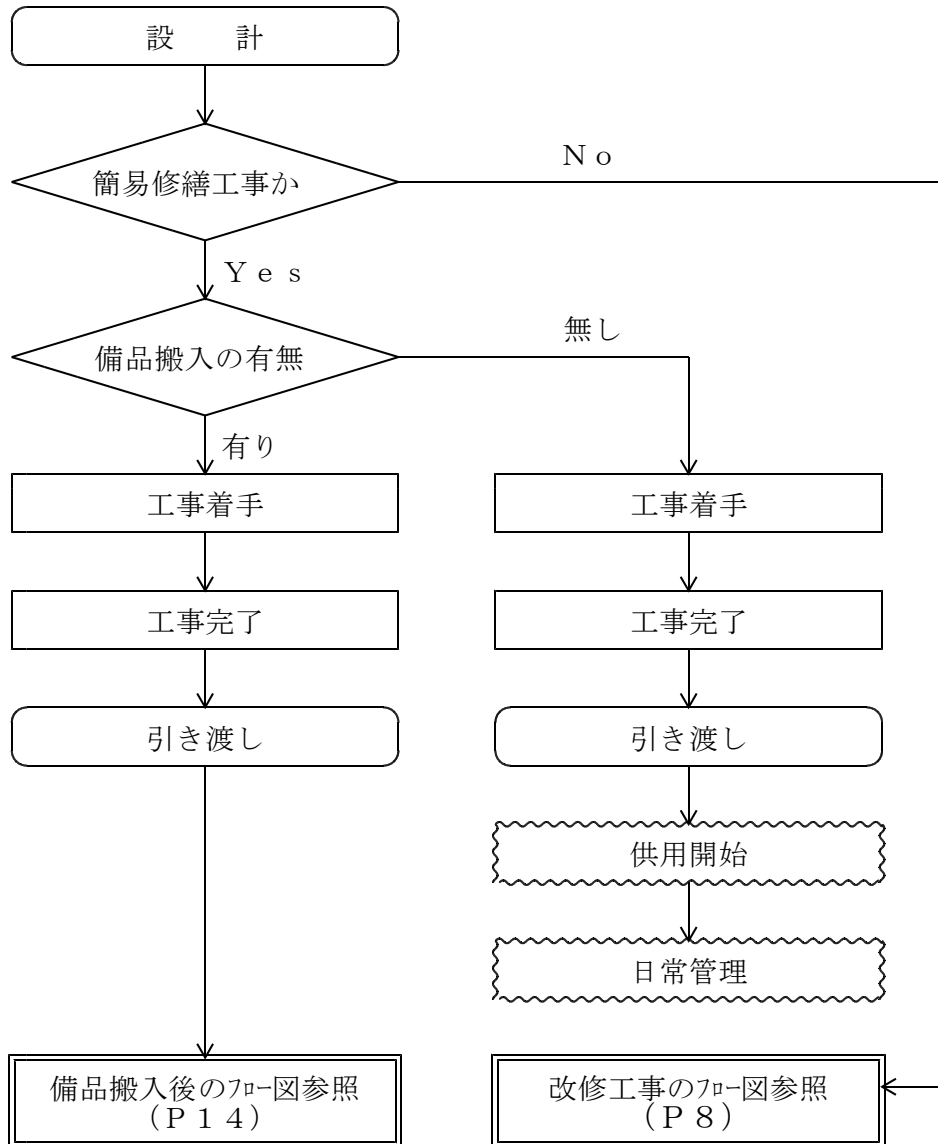 設　　計
簡易修繕工事か
Ｎｏ
Ｙｅｓ
備品搬入の有無
無し
有り
工事着手
工事着手
工事完了
工事完了
引き渡し
引き渡し
供用開始
日常管理
備品搬入後のﾌﾛｰ図参照
（Ｐ１４）
改修工事のﾌﾛｰ図参照
（Ｐ８）